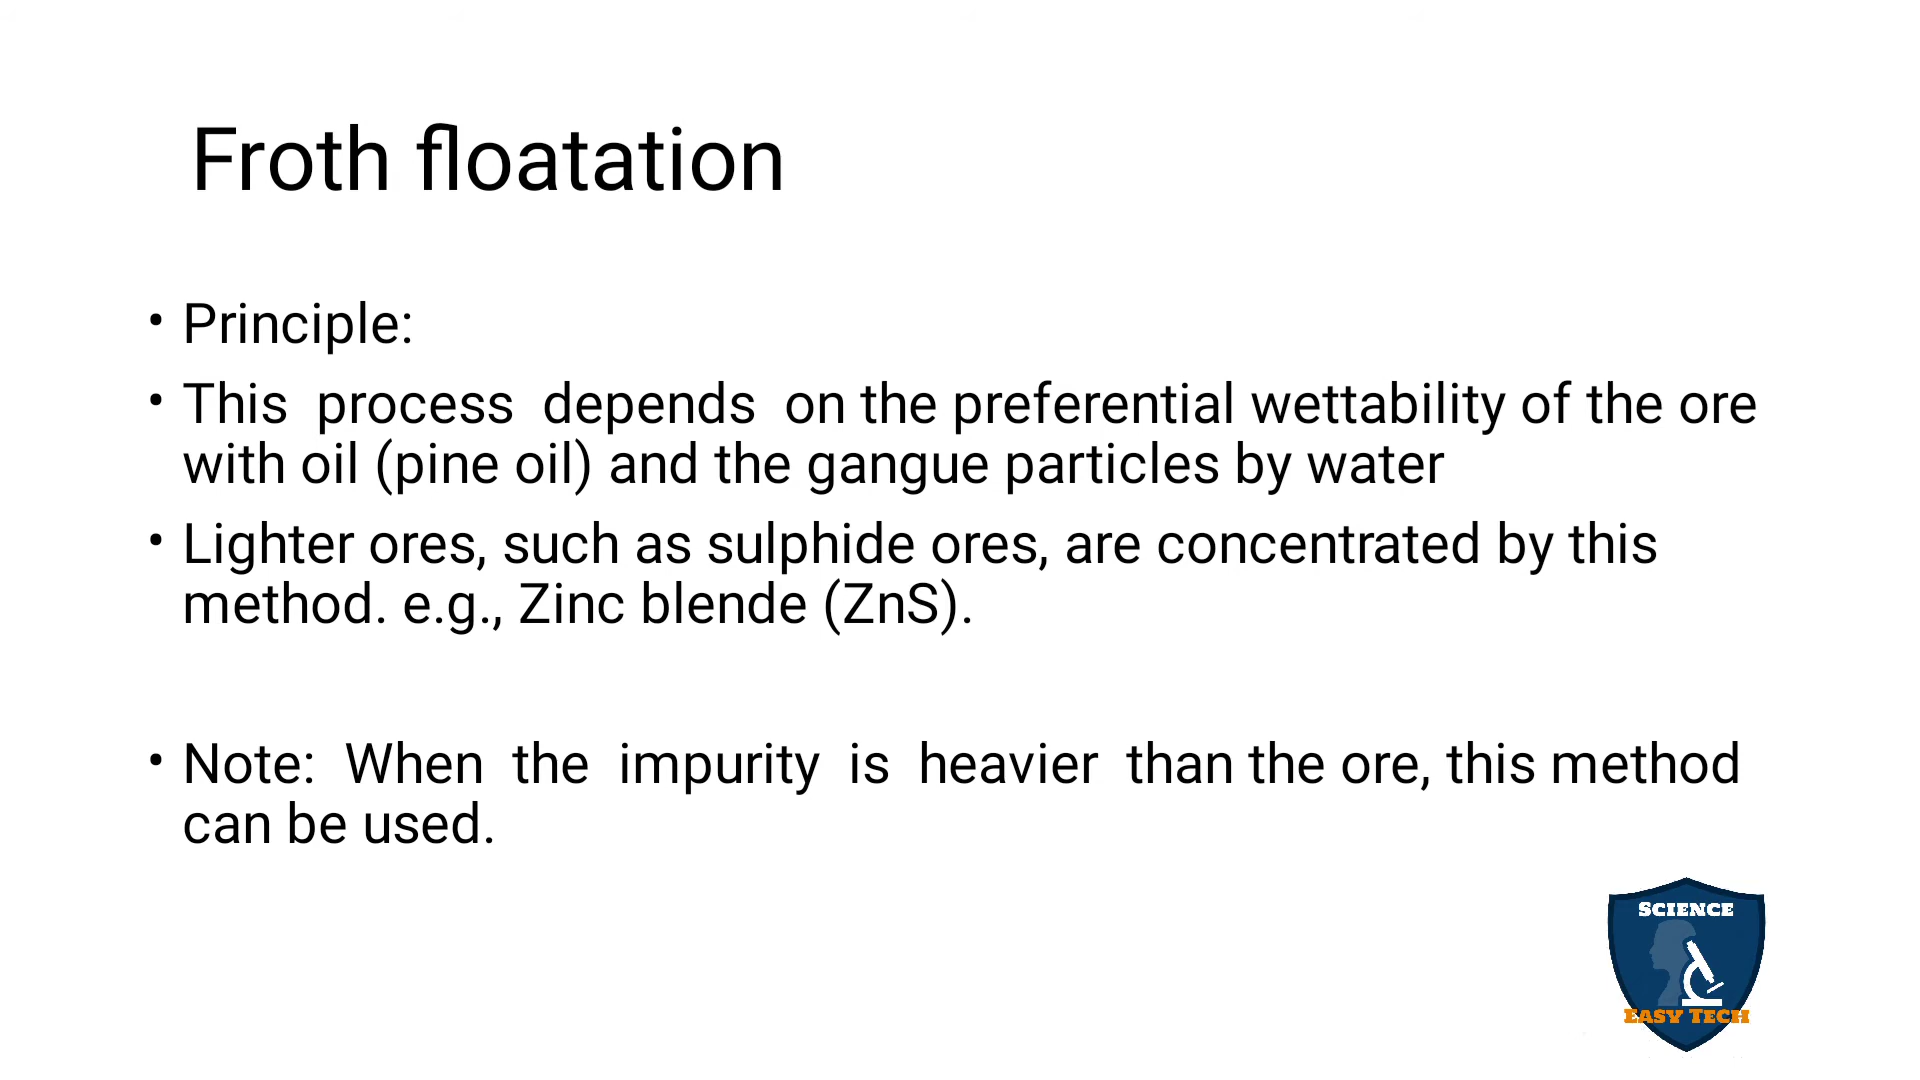 Froth floatation
• Principle:
• This process depends on the preferential wettability of the ore
with oil (pine oil) and the gangue particles by water
• Lighter ores, such as sulphide ores, are concentrated by this
method. e.g., Zinc blende (ZnS).
• Note: When the impurity is heavier than the ore, this method
can be used.
SCIENCE
EASY TECH